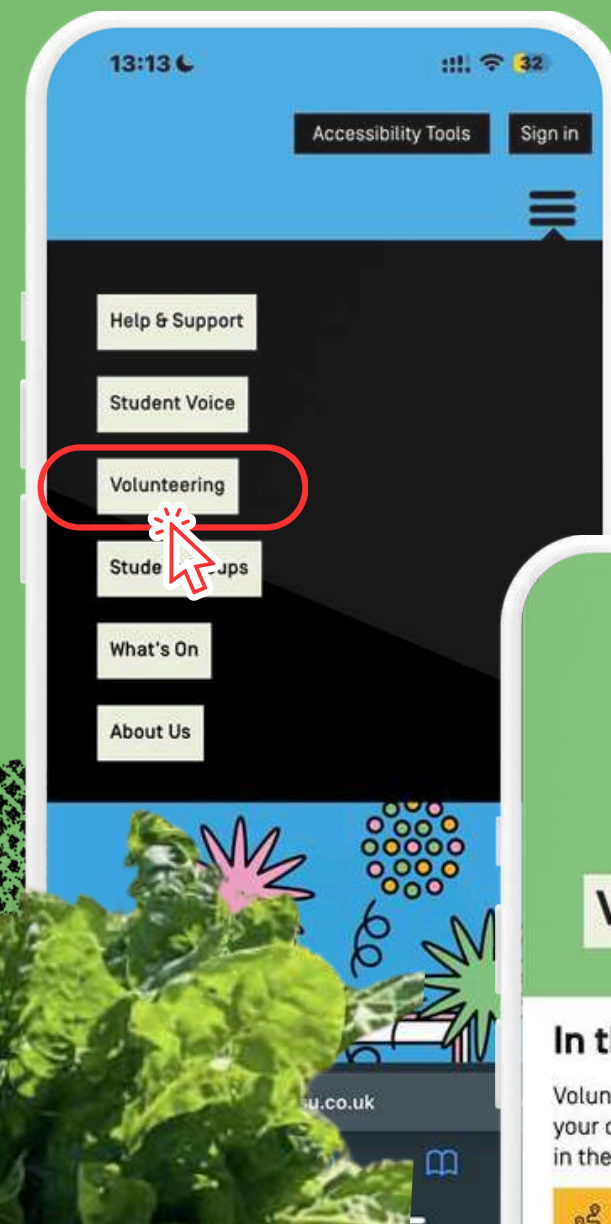 13:13
32
Accessibility Tools
Sign in
Help & Support
Student Voice
Volunteering
What's On
About Us
su.co.uk
In
your
in the